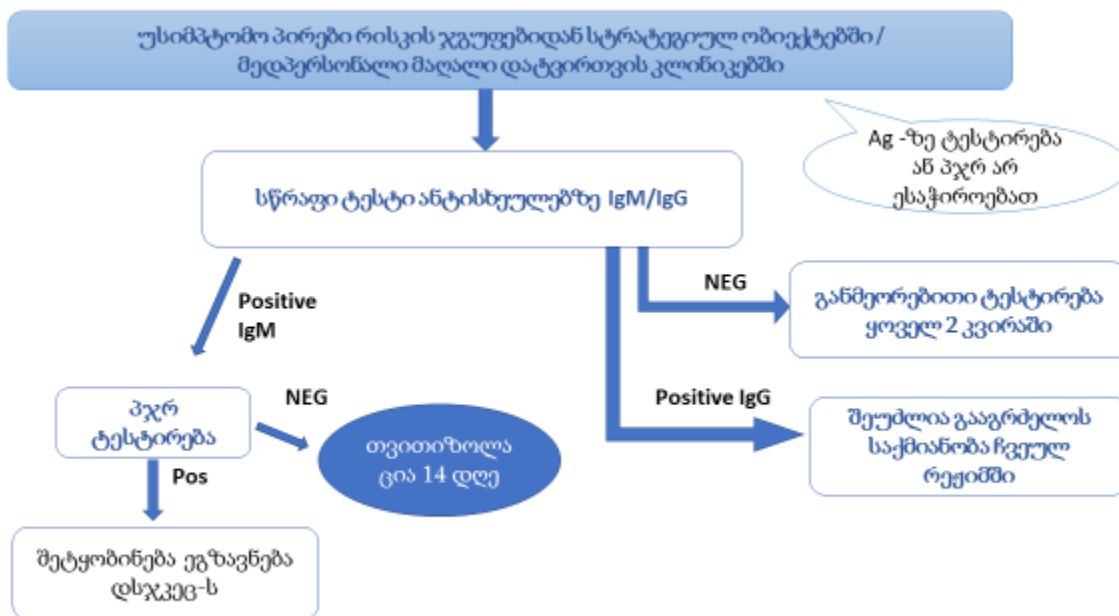 უსიმპტომო პირები რისკის ჯგუფებიდან სტრატეგიულ ობიექტებში /
მედპერსონალი მაღალი დატვირთვის კლინიკებში
Ag -ზე ტესტირება
ან პჯრ არ
ესაჭიროებათ
სწრაფი ტესტი ანტისხეულებზე IgM/IgG
NEG
განმეორებითი ტესტირება
ყოველ 2 კვირაში
Positive
IgM
Positive IgG
შეუძლია გააგრძელოს
საქმიანობა ჩვეულ
რეჟიმში
პჯრ
ტესტირება
NEG
თვითიზოლა
ცია 14 დღე
Pos
შეტყობინება ეგზავნება
დსჯკეც-ს